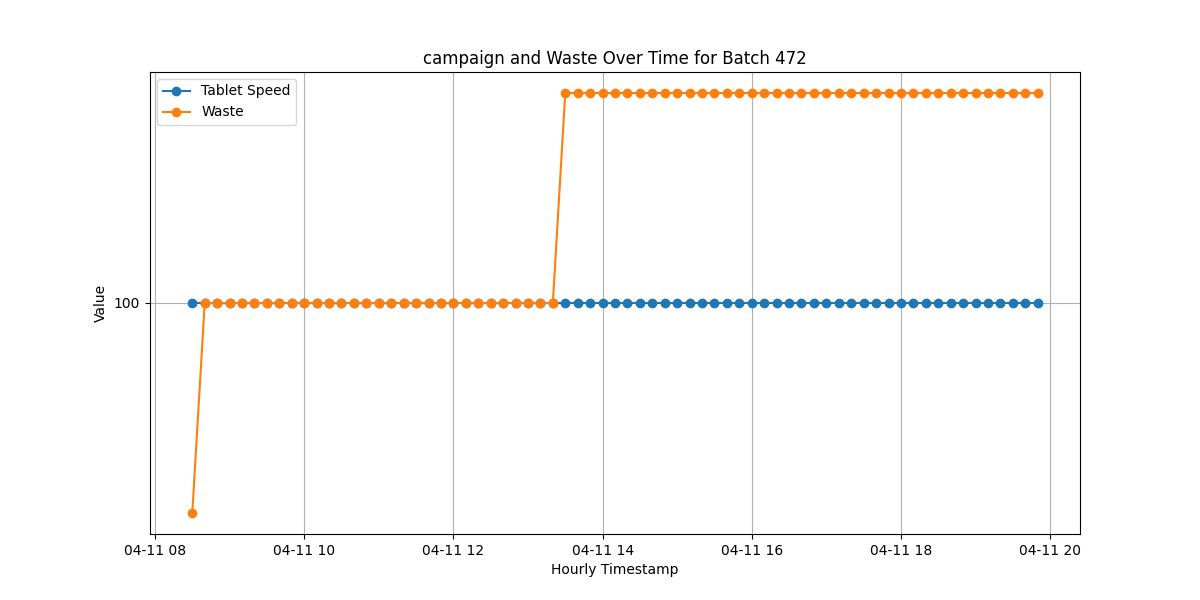 campaign and Waste Over Time for Batch 472
Tablet Speed
Waste
Value
100
04-11 08
04-11 10
04-11 12
04-11 14
04-11 16
04-11 18
04-11 20
Hourly Timestamp